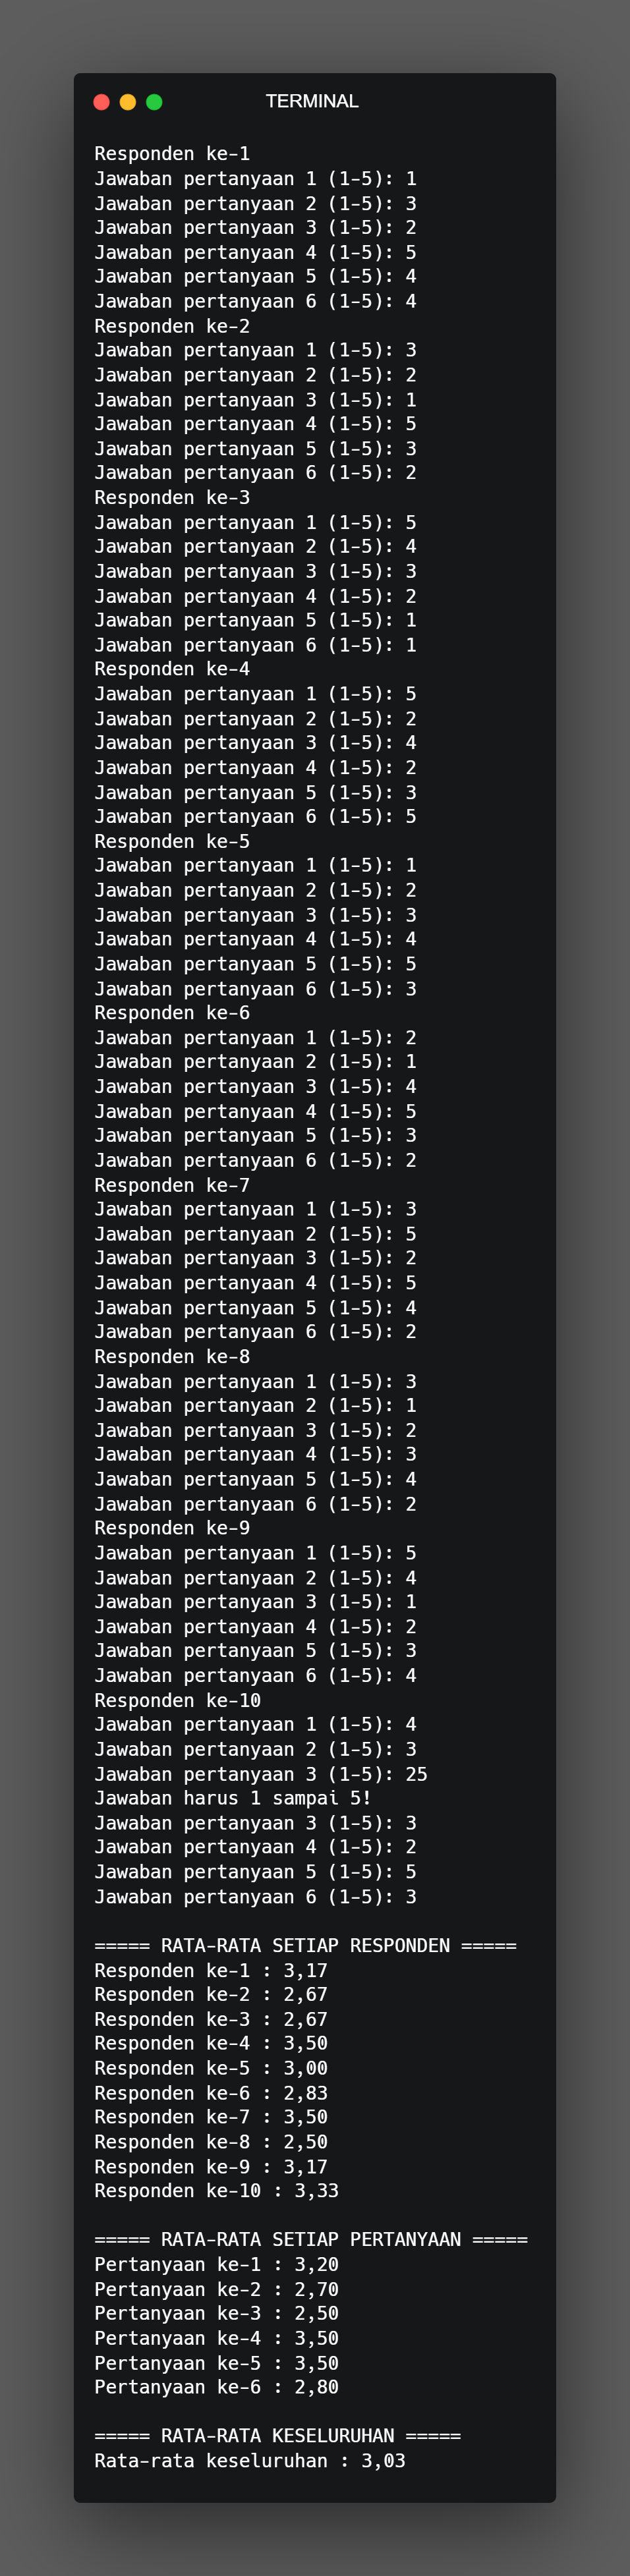 TERMINAL
Responden ke-1
Jawaban pertanyaan 1 (1-5): 1
Jawaban pertanyaan 2 (1-5): 3
Jawaban pertanyaan 3 (1-5): 2
Jawaban pertanyaan 4 (1-5): 5
Jawaban pertanyaan 5 (1-5): 4
Jawaban pertanyaan 6 (1-5): 4
Responden ke-2
Jawaban pertanyaan 1 (1-5): 3
Jawaban pertanyaan 2 (1-5): 2
Jawaban pertanyaan 3 (1-5): 1
Jawaban pertanyaan 4 (1-5): 5
Jawaban pertanyaan 5 (1-5): 3
Jawaban pertanyaan 6 (1-5): 2
Responden ke-3
Jawaban pertanyaan 1 (1-5): 5
Jawaban pertanyaan 2 (1-5): 4
Jawaban pertanyaan 3 (1-5): 3
Jawaban pertanyaan 4 (1-5): 2
Jawaban pertanyaan 5 (1-5): 1
Jawaban pertanyaan 6 (1-5): 1
Responden ke-4
Jawaban pertanyaan 1 (1-5): 5
Jawaban pertanyaan 2 (1-5): 2
Jawaban pertanyaan 3 (1-5): 4
Jawaban pertanyaan 4 (1-5): 2
Jawaban pertanyaan 5 (1-5): 3
Jawaban pertanyaan 6 (1-5): 5
Responden ke-5
Jawaban pertanyaan 1 (1-5): 1
Jawaban pertanyaan 2 (1-5): 2
Jawaban pertanyaan 3 (1-5): 3
Jawaban pertanyaan 4 (1-5): 4
Jawaban pertanyaan 5 (1-5): 5
Jawaban pertanyaan 6 (1-5): 3
Responden ke-6
Jawaban pertanyaan 1 (1-5): 2
Jawaban pertanyaan 2 (1-5): 1
Jawaban pertanyaan 3 (1-5): 4
Jawaban pertanyaan 4 (1-5): 5
Jawaban pertanyaan 5 (1-5): 3
Jawaban pertanyaan 6 (1-5): 2
Responden ke-7
Jawaban pertanyaan 1 (1-5): 3
Jawaban pertanyaan 2 (1-5): 5
Jawaban pertanyaan 3 (1-5): 2
Jawaban pertanyaan 4 (1-5): 5
Jawaban pertanyaan 5 (1-5): 4
Jawaban pertanyaan 6 (1-5): 2
Responden ke-8
Jawaban pertanyaan 1 (1-5): 3
Jawaban pertanyaan 2 (1-5): 1
Jawaban pertanyaan 3 (1-5): 2
Jawaban pertanyaan 4 (1-5): 3
Jawaban pertanyaan 5 (1-5): 4
Jawaban pertanyaan 6 (1-5): 2
Responden ke-9
Jawaban pertanyaan 1 (1-5): 5
Jawaban pertanyaan 2 (1-5): 4
Jawaban pertanyaan 3 (1-5): 1
Jawaban pertanyaan 4 (1-5): 2
Jawaban pertanyaan 5 (1-5): 3
Jawaban pertanyaan 6 (1-5): 4
Responden ke-10
Jawaban pertanyaan 1 (1-5): 4
Jawaban pertanyaan 2 (1-5): 3
Jawaban pertanyaan 3 (1-5): 25
Jawaban harus 1 sampai 5!
Jawaban pertanyaan 3 (1-5): 3
Jawaban pertanyaan 4 (1-5): 2
Jawaban pertanyaan 5 (1-5): 5
Jawaban pertanyaan 6 (1-5): 3
===== RATA-RATA SETIAP RESPONDEN =====
Responden ke-1 : 3,17
Responden ke-2 : 2,67
Responden ke-3 : 2,67
Responden ke-4 : 3,50
Responden ke-5 : 3,00
Responden ke-6 : 2,83
Responden ke-7 : 3,50
Responden ke-8 : 2,50
Responden ke-9 : 3,17
Responden ke-10 : 3,33
===== RATA-RATA SETIAP PERTANYAAN =====
Pertanyaan ke-1 : 3,20
Pertanyaan ke-2 : 2,70
Pertanyaan ke-3 : 2,50
Pertanyaan ke-4 : 3,50
Pertanyaan ke-5 : 3,50
Pertanyaan ke-6 : 2,80
===== RATA-RATA KESELURUHAN =====
Rata-rata keseluruhan : 3,03